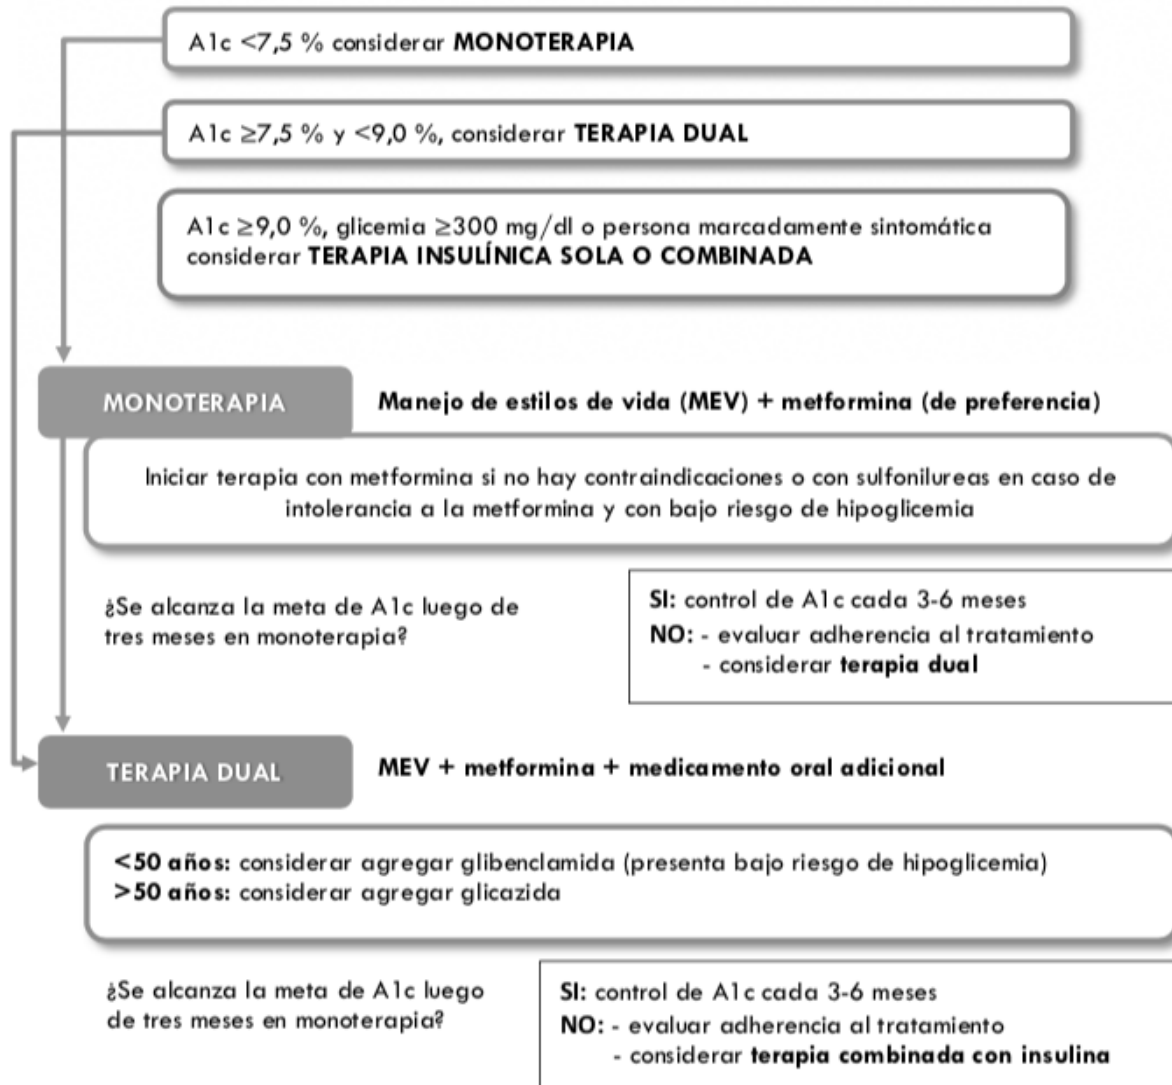 A1c <7,5 % considerar MONOTERAPIA
A1c ≥7,5 % y <9,0 %, considerar TERAPIA DUAL
A1c ≥9,0 %, glicemia ≥300 mg/dl o persona marcadamente sintomática
considerar TERAPIA INSULÍNICA SOLA O COMBINADA
MONOTERAPIA
Manejo de estilos de vida (MEV) + metformina (de preferencia)
Iniciar terapia con metformina si no hay contraindicaciones o con sulfonilureas en caso de
intolerancia a la metformina y con bajo riesgo de hipoglicemia
¿Se alcanza la meta de A1c luego de
tres meses en monoterapia?
SI: control de A1c cada 3-6 meses
NO: - evaluar adherencia al tratamiento
- considerar terapia dual
TERAPIA DUAL
MEV + metformina + medicamento oral adicional
<50 años: considerar agregar glibenclamida (presenta bajo riesgo de hipoglicemia)
>50 años: considerar agregar glicazida
¿Se alcanza la meta de A1c luego
de tres meses en monoterapia?
SI: control de A1c cada 3-6 meses
NO: - evaluar adherencia al tratamiento
- considerar terapia combinada con insulina